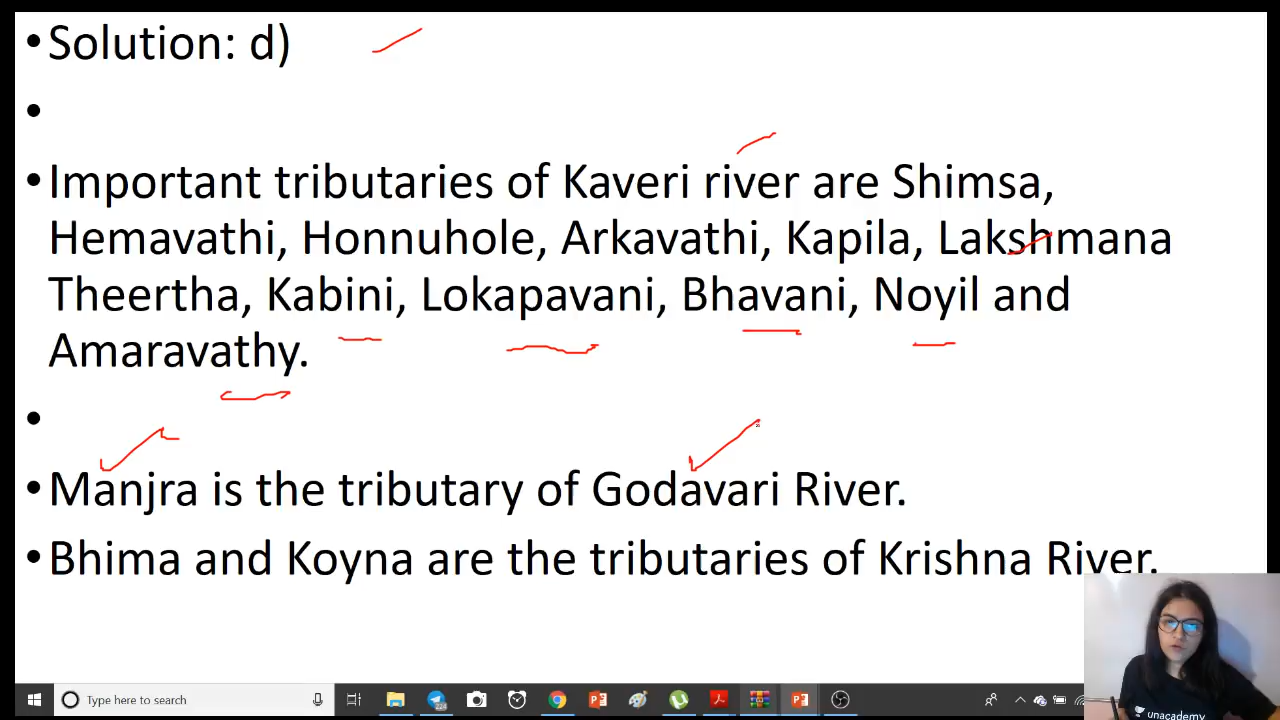 •Solution: d)
•
•Important tributaries of Kaveri river are Shimsa,
Hemavathi, Honnuhole, Arkavathi, Kapila, Lakshmana
Theertha, Kabini, Lokapavani, Bhavani, Noyil and
Amaravathy.
•
•Manjra is the tributary of Godavari River.
•Bhima and Koyna are the tributaries of Krishna River.
unacademy
Type here to search
224